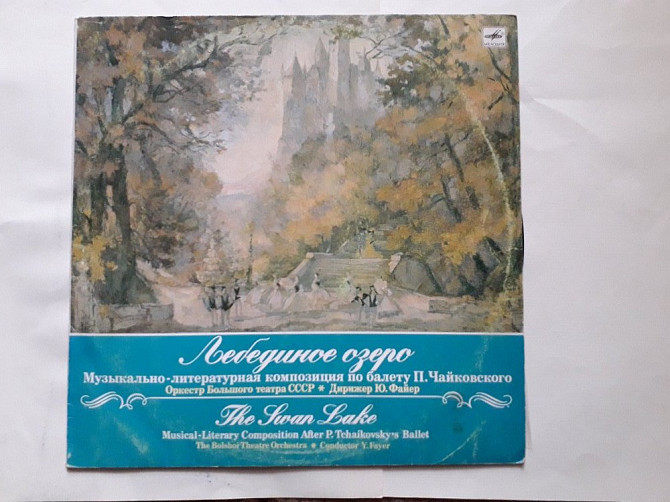 Лебединое озеро
Музыкально-литературная композиция по балету П. Чайковского
Оркестр Большого театра СССР * Дирижер Ю. Файер
The Swan Lake
Musical-Literary Composition After P. Tchaikovsky's Ballet
The Bolshoi Theatre Orchestra * Conductor Y. Fayer